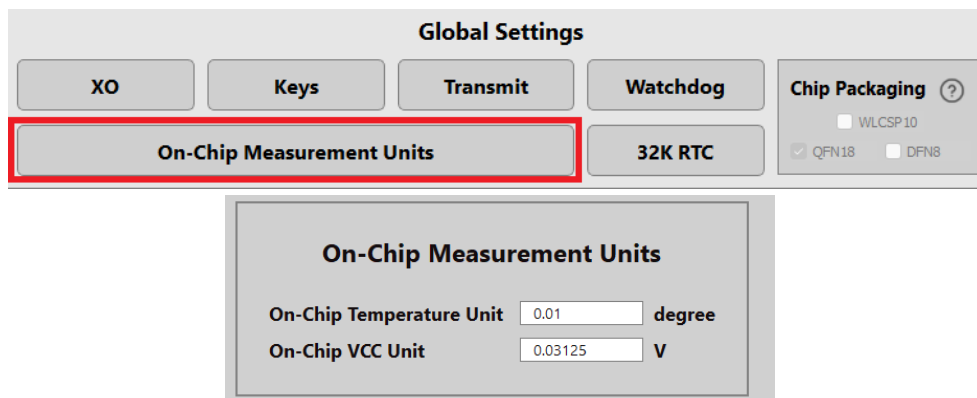 Global Settings
XO
Keys
Transmit
Watchdog
Chip Packaging ?
WLCSP10
On-Chip Measurement Units
32K RTC
QFN18
DFN8
On-Chip Measurement Units
On-Chip Temperature Unit 0.01 degree
On-Chip VCC Unit 0.03125 V